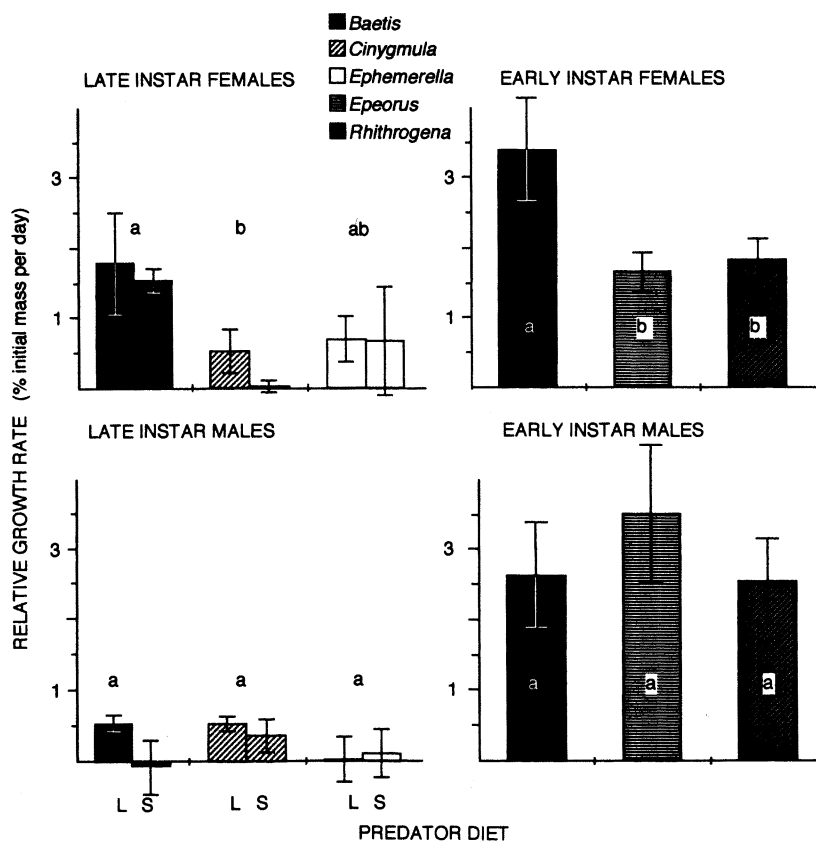 Baetis
Cinygmula
Ephemerella
Epeorus
Rhithrogena
LATE INSTAR FEMALES
EARLY INSTAR FEMALES
RELATIVE GROWTH RATE (% initial mass per day)
3
1
a
b
ab
3
1
a
b
b
LATE INSTAR MALES
EARLY INSTAR MALES
3
1
a
a
a
L S
L S
L S
3
1
a
a
a
PREDATOR DIET